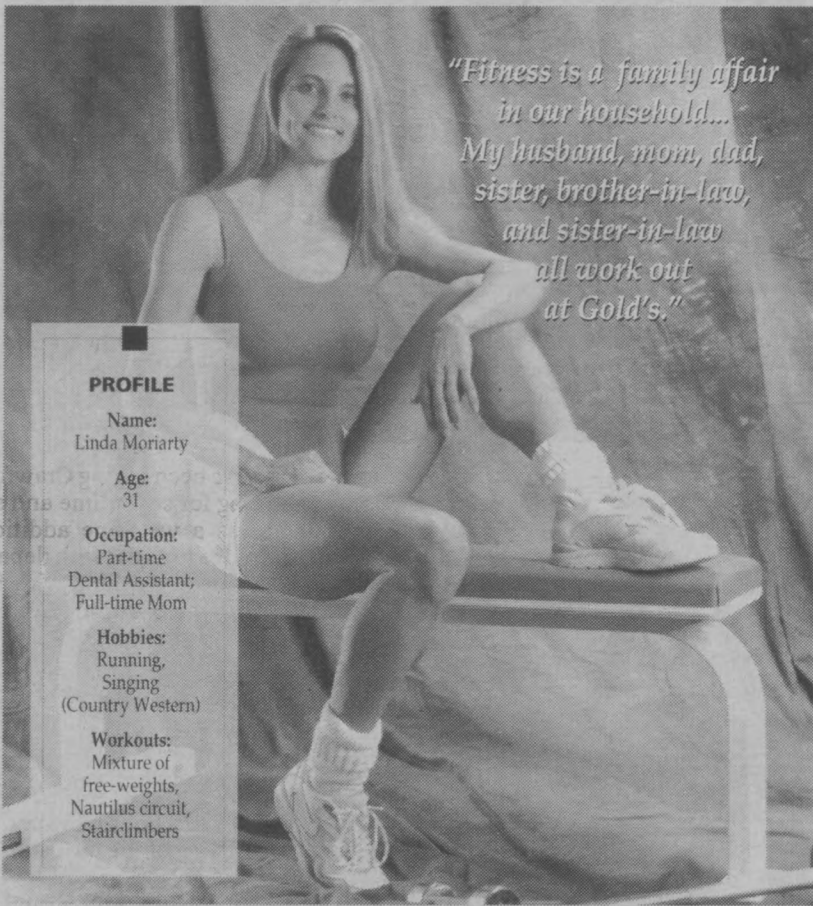 "Fitness is a family affair
in our household...
My husband, mom, dad,
sister, brother-in-law,
and sister-in-law
all work out
at Gold's."
PROFILE
Name:
Linda Moriarty
Age:
31
Occupation:
Part-time
Dental Assistant;
Full-time Mom
Hobbies:
Running,
Singing
(Country Western)
Workouts:
Mixture of
free-weights,
Nautilus circuit,
Stairclimbers